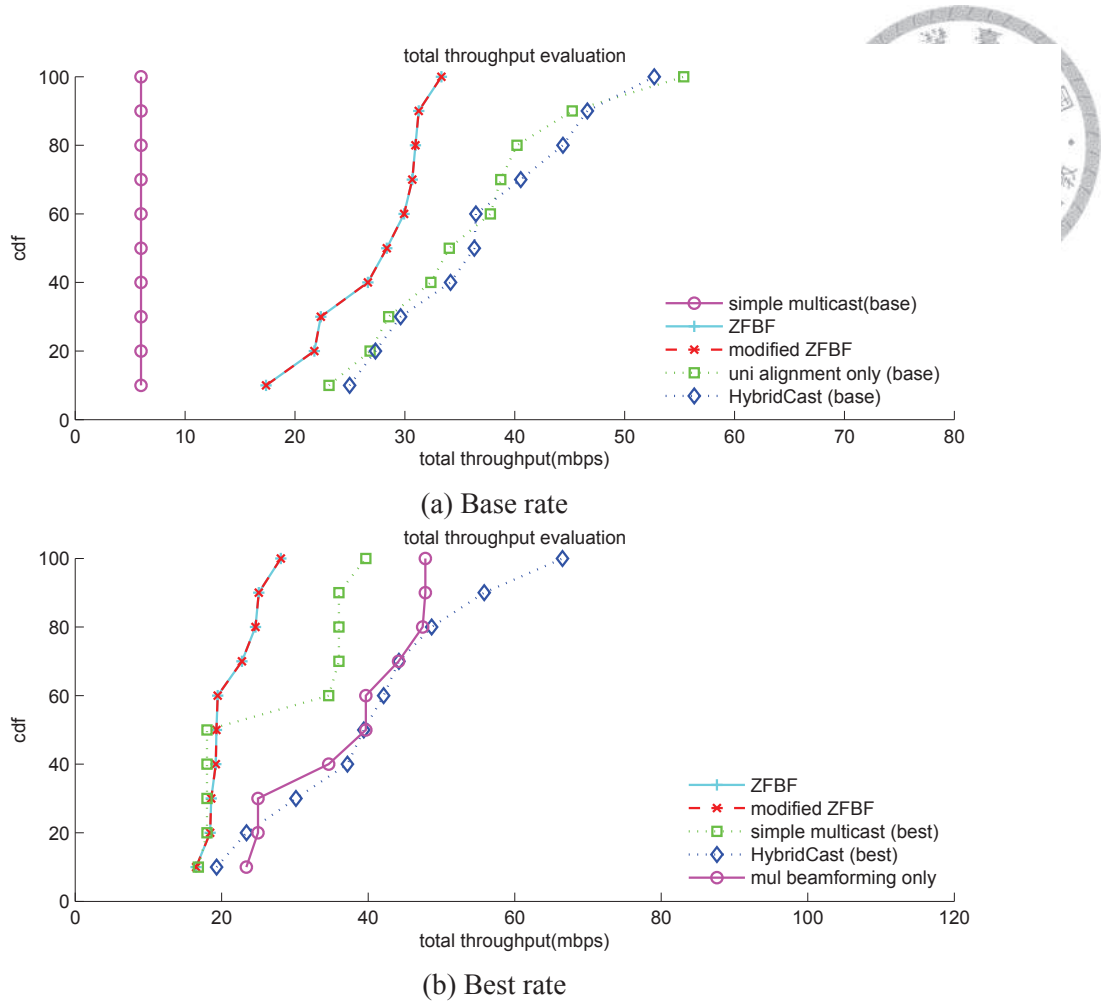 total throughput evaluation
100
80
60
40
20
0
cdf
simple multicast(base)
ZFBF
modified ZFBF
uni alignment only (base)
HybridCast (base)
0 10 20 30 40 50 60 70 80
total throughput(mbps)
(a) Base rate
total throughput evaluation
100
80
60
40
20
0
cdf
ZFBF
modified ZFBF
simple multicast (best)
HybridCast (best)
mul beamforming only
0 20 40 60 80 100 120
total throughput(mbps)
(b) Best rate